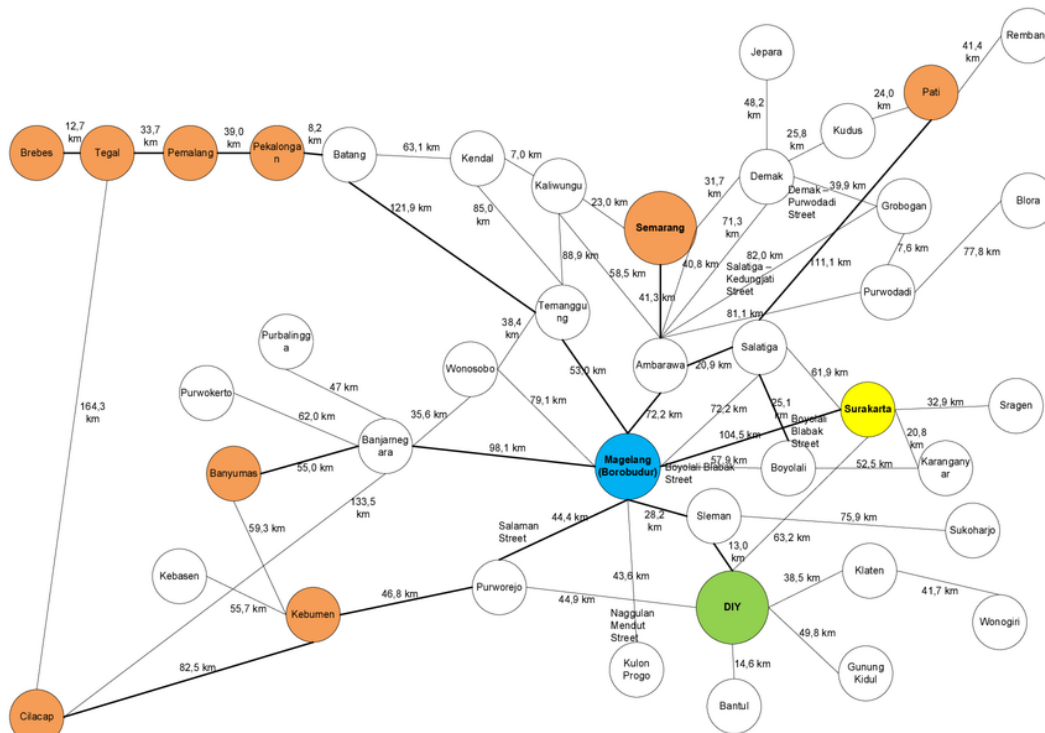 Jepara
41,4
km
Remban
Pati
24,0
km
48,2
km
25,8
km
Kudus
12,7
km
33,7
km
39,0
km
8,2
km
Brebes
Tegal
Pemalang
Pekalongan
n
Batang
63,1 km
Kendal
7,0 km
Kaliwungu
23,0 km
Semarang
31,7
km
Demak
Demak –
Purwodadi
Street
39,9 km
Grobogan
Blora
121,9 km
85,0
km
88,9 km
58,5 km
40,8 km
71,3
km
82,0 km
Salatiga –
Kedungjati
Street
111,1 km
7,6 km
77,8 km
Purwodadi
41,3 km
81,1 km
Temanggu
ng
38,4
km
Purbalingg
a
Wonosobo
53,0 km
Ambarawa
20,9 km
Salatiga
61,9 km
Purwokerto
47 km
62,0 km
35,6 km
79,1 km
72,2 km
72,2 km
25,1
km
Boyolali
Blabak
Street
104,5 km
Surakarta
32,9 km
Sragen
20,8
km
164,3
km
Banyumas
55,0 km
Banjarneg
ara
98,1 km
Magelang
(Borobudur)
57,9 km
Boyolali Blabak
Street
Boyolali
52,5 km
Karangany
ar
133,5
km
59,3 km
Salaman
Street
44,4 km
28,2
km
Sleman
75,9 km
Sukoharjo
13,0
km
63,2 km
Kebasen
55,7 km
Kebumen
46,8 km
Purworejo
44,9 km
43,6 km
DIY
38,5 km
Klaten
41,7 km
Wonogiri
Naggulan
Mendut
Street
49,8 km
82,5 km
Kulon
Progo
14,6 km
Gunung
Kidul
Bantul
Cilacap